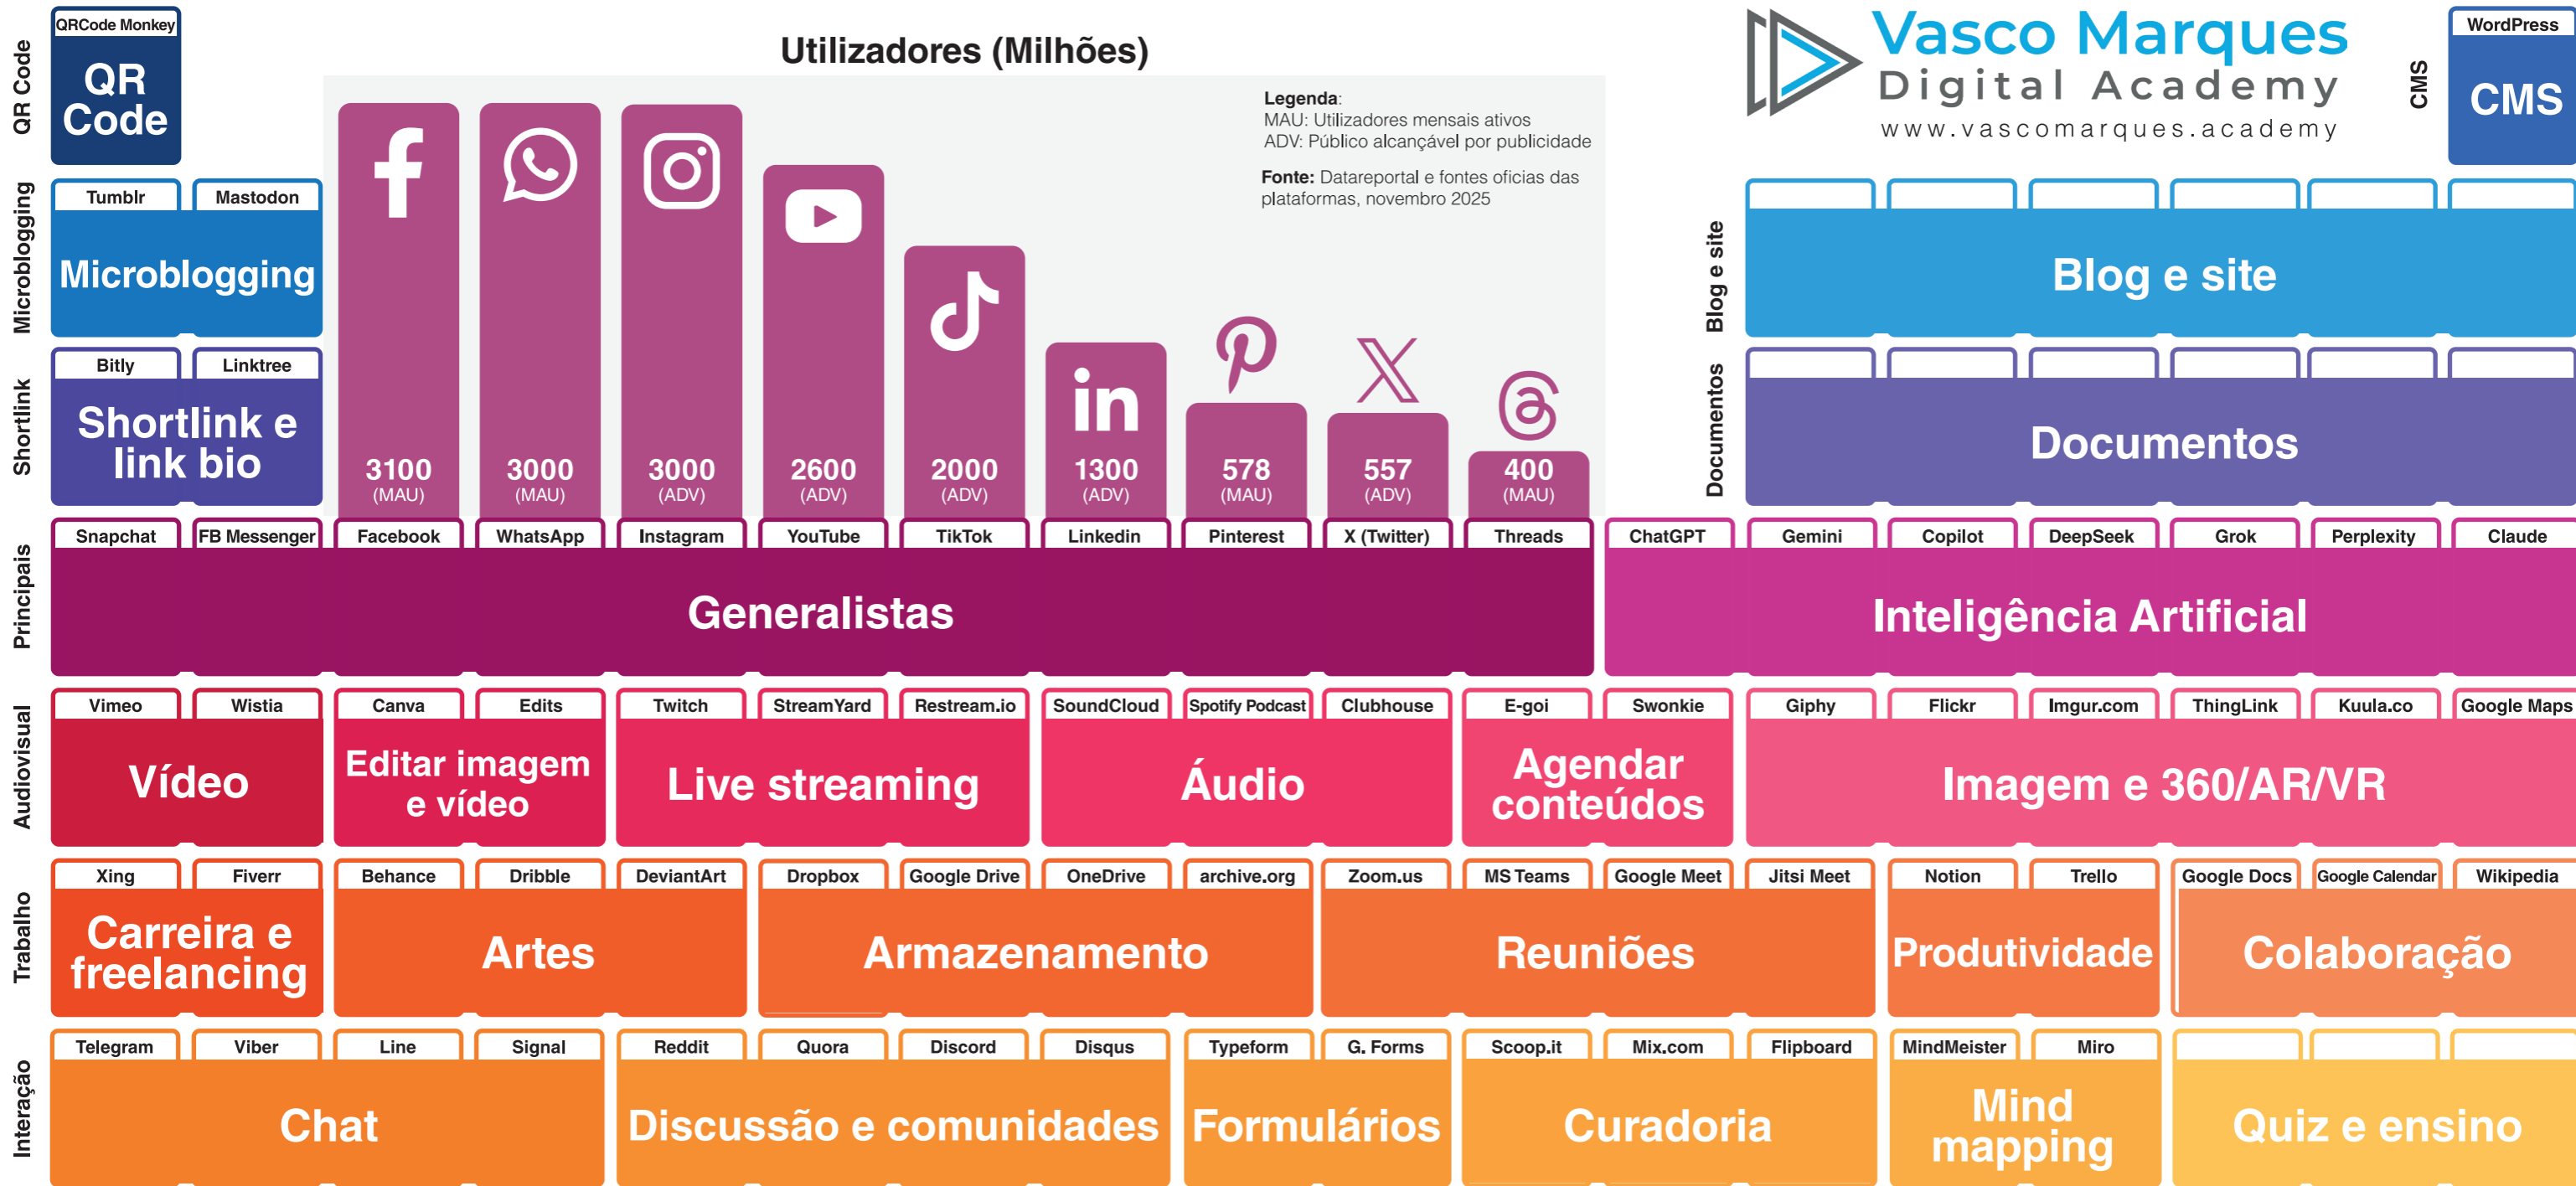 QR Code
QRCode Monkey
QR
Code
Utilizadores (Milhões)
Legenda:
MAU: Utilizadores mensais ativos
ADV: Público alcançável por publicidade
Fonte: Datareportal e fontes oficias das
plataformas, novembro 2025
Vasco Marques
Digital Academy
www.vascomarques.academy
CMS
WordPress
CMS
Microblogging
Tumblr
Mastodon
Microblogging
Blog e site
Blog e site
Shortlink
Bitly
Linktree
Shortlink e
link bio
in
3100
(MAU)
3000
(MAU)
3000
(ADV)
2600
(ADV)
2000
(ADV)
1300
(ADV)
578
(MAU)
557
(ADV)
400
(MAU)
Documentos
Documentos
Principais
Snapchat
FB Messenger
Facebook
WhatsApp
Instagram
YouTube
TikTok
Linkedin
Pinterest
X (Twitter)
Threads
Generalistas
ChatGPT
Gemini
Copilot
DeepSeek
Grok
Perplexity
Claude
Inteligência Artificial
Audiovisual
Vimeo
Wistia
Vídeo
Canva
Edits
Editar imagem
e vídeo
Twitch
StreamYard
Restream.io
Live streaming
SoundCloud
Spotify Podcast
Clubhouse
Áudio
E-goi
Swonkie
Agendar
conteúdos
Giphy
Flickr
Imgur.com
ThingLink
Kuula.co
Google Maps
Imagem e 360/AR/VR
Trabalho
Xing
Fiverr
Carreira e
freelancing
Behance
Dribble
DeviantArt
Artes
Dropbox
Google Drive
OneDrive
archive.org
Armazenamento
Zoom.us
MS Teams
Google Meet
Jitsi Meet
Reuniões
Notion
Trello
Produtividade
Google Docs
Google Calendar
Wikipedia
Colaboração
Interação
Telegram
Viber
Line
Signal
Chat
Reddit
Quora
Discord
Disqus
Discussão e comunidades
Typeform
G. Forms
Formulários
Scoop.it
Mix.com
Flipboard
Curadoria
MindMeister
Miro
Mind
mapping
Quiz e ensino